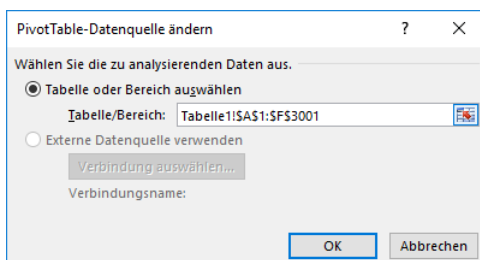 PivotTable-Datenquelle ändern ? ×
Wählen Sie die zu analysierenden Daten aus.
Tabelle oder Bereich auswählen
Tabelle/Bereich: Tabelle1!$A$1:$F$3001
Externe Datenquelle verwenden
Verbindung auswählen...
Verbindungsname:
OK Abbrechen